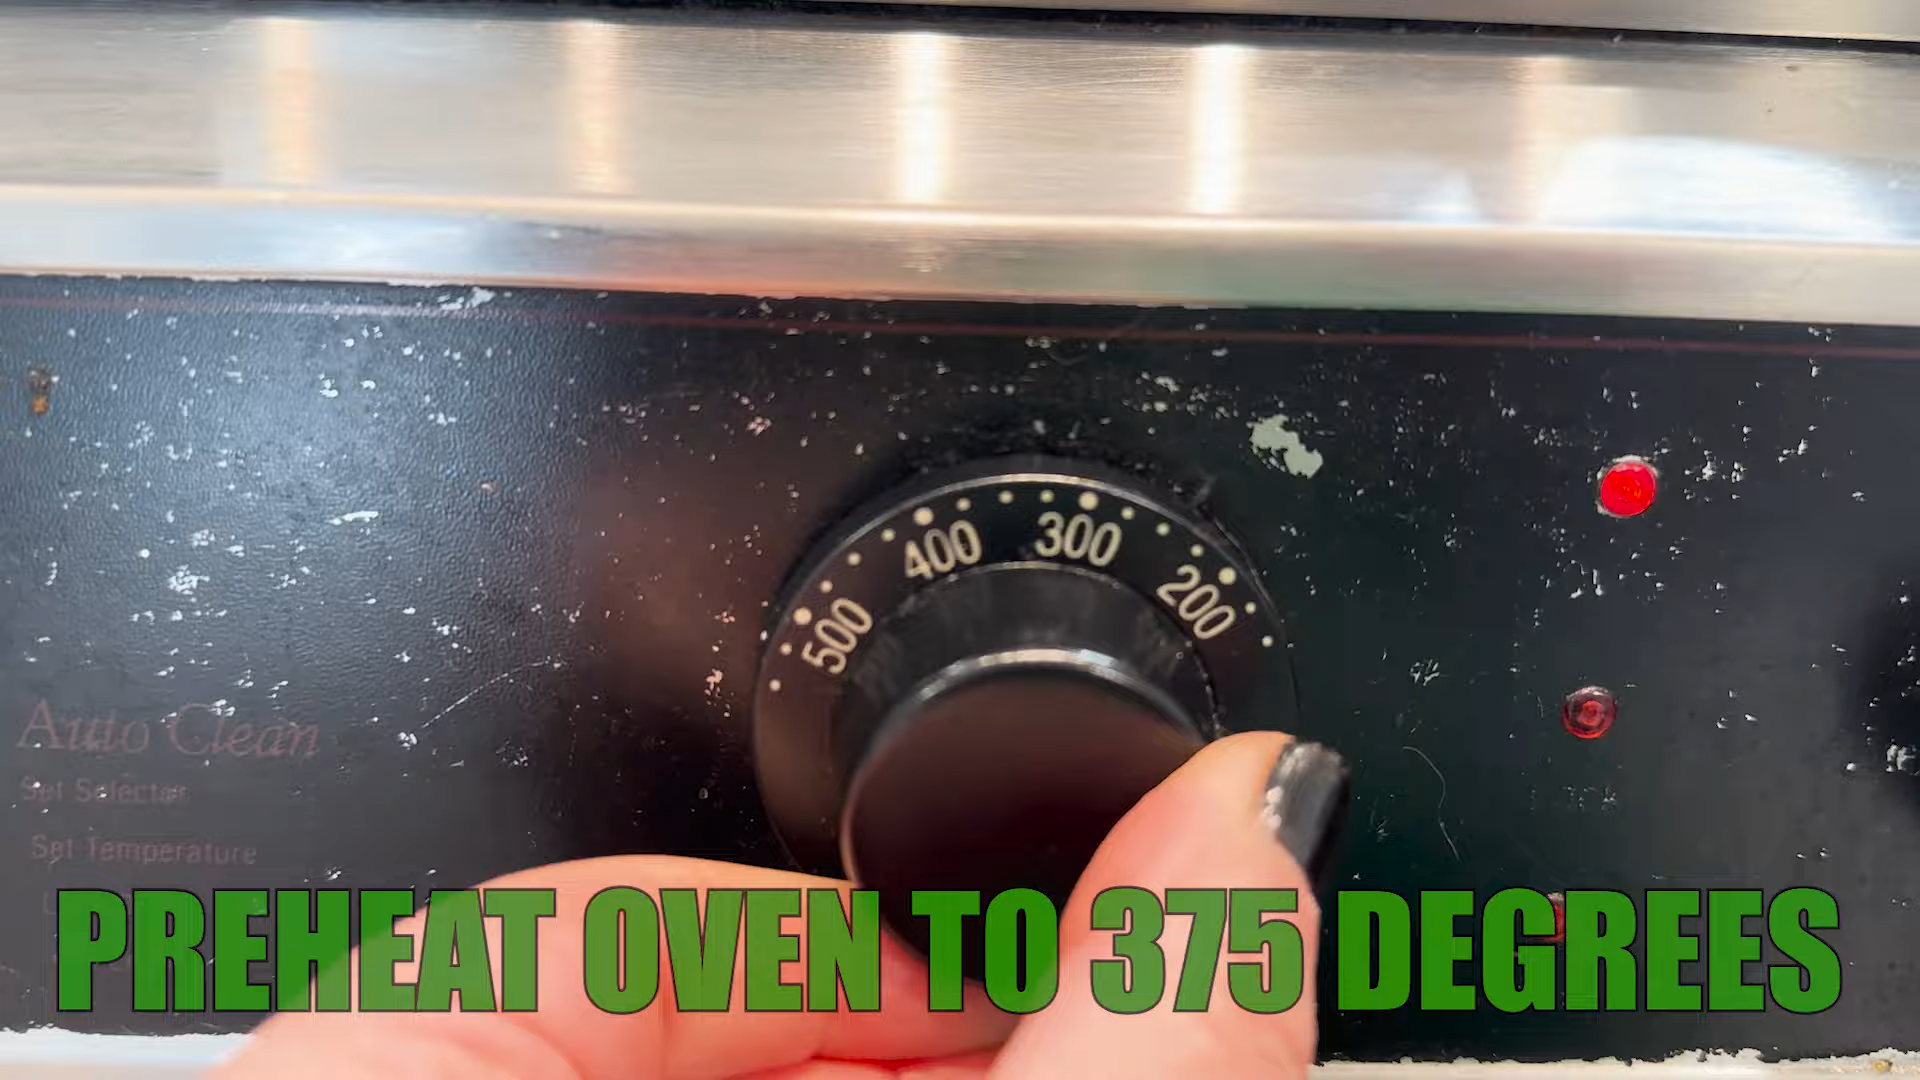 500 400 300 200
Auto Clean
Set Selector
Set Temperature
PREHEAT OVEN TO 375 DEGREES